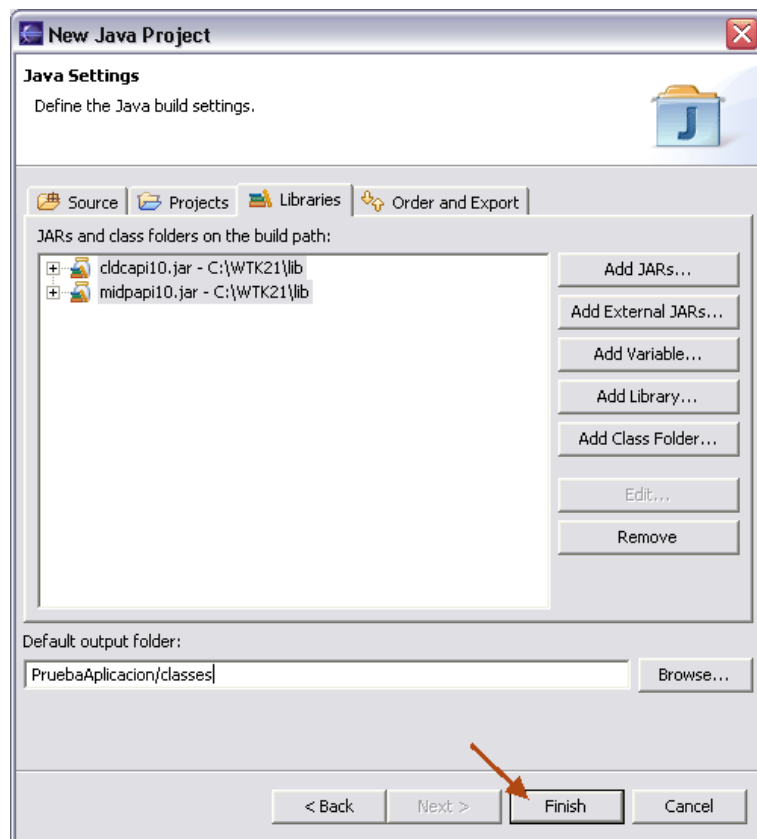 New Java Project
Java Settings
Define the Java build settings.
J
Source Projects Libraries Order and Export
JARs and class folders on the build path:
cldcapi10.jar - C:\WTK21\lib
midpapi10.jar - C:\WTK21\lib
Add JARs...
Add External JARs...
Add Variable...
Add Library...
Add Class Folder...
Edit...
Remove
Default output folder:
PruebaAplicacion/classes
Browse...
< Back Next > Finish Cancel